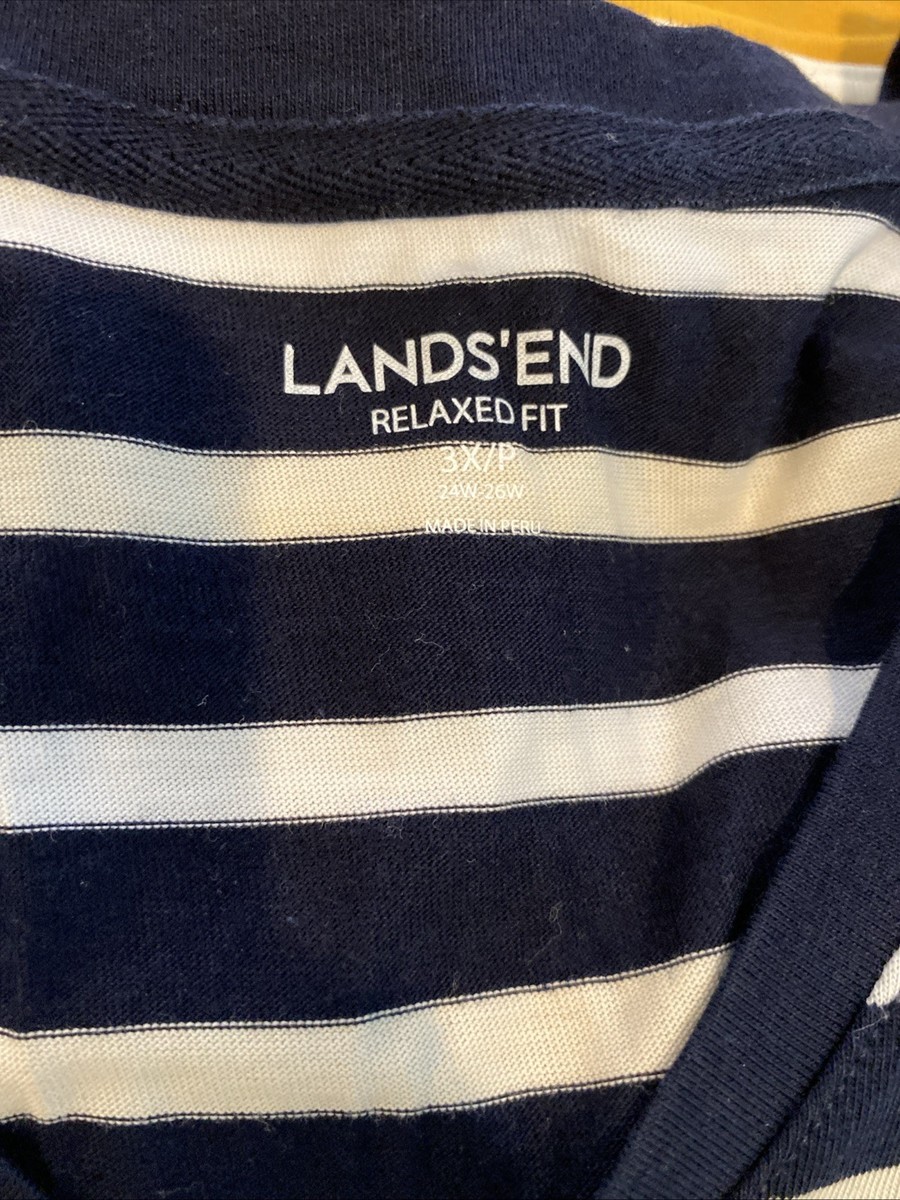 LANDS'END
RELAXED FIT
3X/P
24W-26W
MADE IN PERU